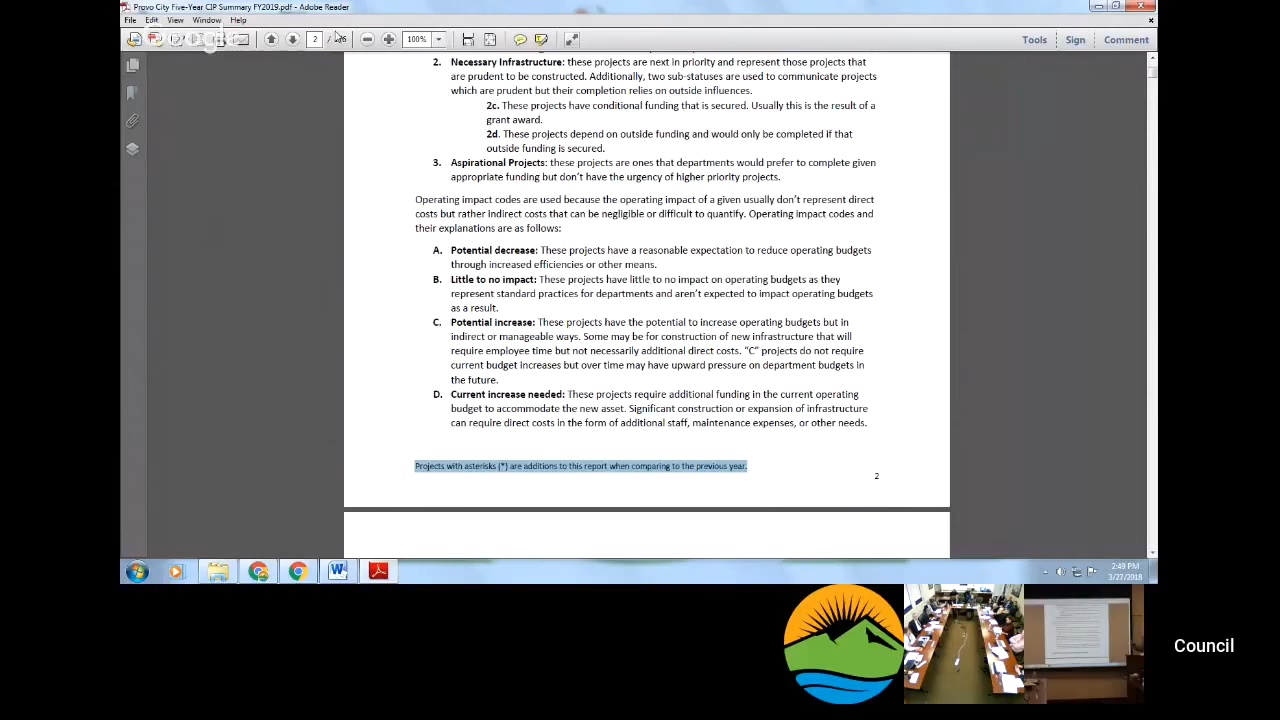 Provo City Five-Year CIP Summary FY2019.pdf - Adobe Reader
File Edit View Window Help
2 / 26 100% Tools Sign Comment
2. Necessary Infrastructure: these projects are next in priority and represent those projects that
are prudent to be constructed. Additionally, two sub-statuses are used to communicate projects
which are prudent but their completion relies on outside influences.
2c. These projects have conditional funding that is secured. Usually this is the result of a
grant award.
2d. These projects depend on outside funding and would only be completed if that
outside funding is secured.
3. Aspirational Projects: these projects are ones that departments would prefer to complete given
appropriate funding but don't have the urgency of higher priority projects.
Operating impact codes are used because the operating impact of a given usually don't represent direct
costs but rather indirect costs that can be negligible or difficult to quantify. Operating impact codes and
their explanations are as follows:
A. Potential decrease: These projects have a reasonable expectation to reduce operating budgets
through increased efficiencies or other means.
B. Little to no impact: These projects have little to no impact on operating budgets as they
represent standard practices for departments and aren't expected to impact operating budgets
as a result.
C. Potential increase: These projects have the potential to increase operating budgets but in
indirect or manageable ways. Some may be for construction of new infrastructure that will
require employee time but not necessarily additional direct costs. "C" projects do not require
current budget increases but over time may have upward pressure on department budgets in
the future.
D. Current increase needed: These projects require additional funding in the current operating
budget to accommodate the new asset. Significant construction or expansion of infrastructure
can require direct costs in the form of additional staff, maintenance expenses, or other needs.
Projects with asterisks (*) are additions to this report when comparing to the previous year.
2
2:49 PM
3/27/2018
Council